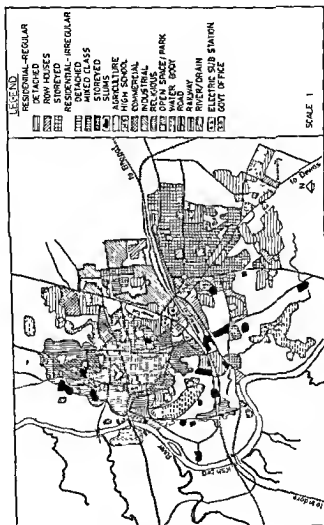 LEGEND
RESIDENTIAL-REGULAR
DETACHED
ROW HOUSES
STOREYED
RESIDENTIAL-IRREGULAR
DETACHED
MIXED CLASS
STOREYED
SLUMS
AGRICULTURE
HIGH SCHOOL
COMMERCIAL
INDUSTRIAL
RELIGIOUS
OPEN SPACE/PARK
WATER BODY
ROAD
RAILWAY
RIVER/DRAIN
ELECTRIC SUB STATION
GOVT OFFICE
SCALE 1
N
To Dewas